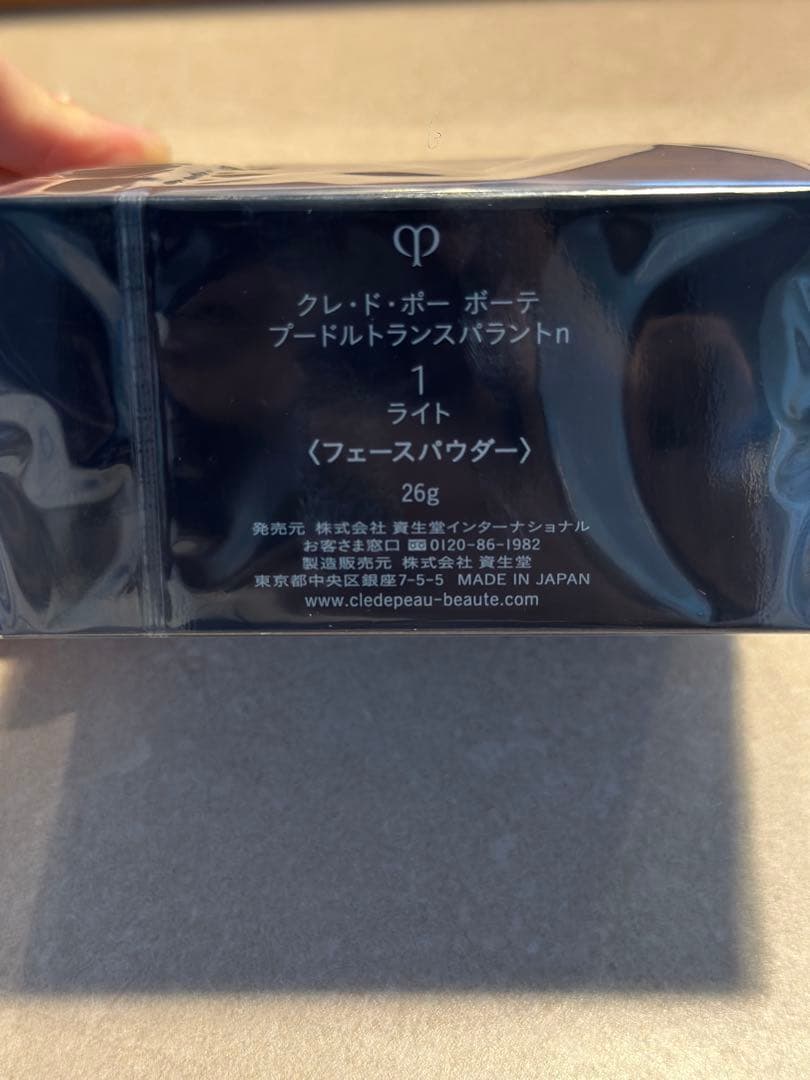 クレ・ド・ポー ボーテ
プードルトランスパラントn
1
ライト
〈フェースパウダー〉
26g
発売元 株式会社 資生堂インターナショナル
お客さま窓口 0120-86-1982
製造販売元 株式会社 資生堂
東京都中央区銀座7-5-5 MADE IN JAPAN
www.cledepeau-beaute.com